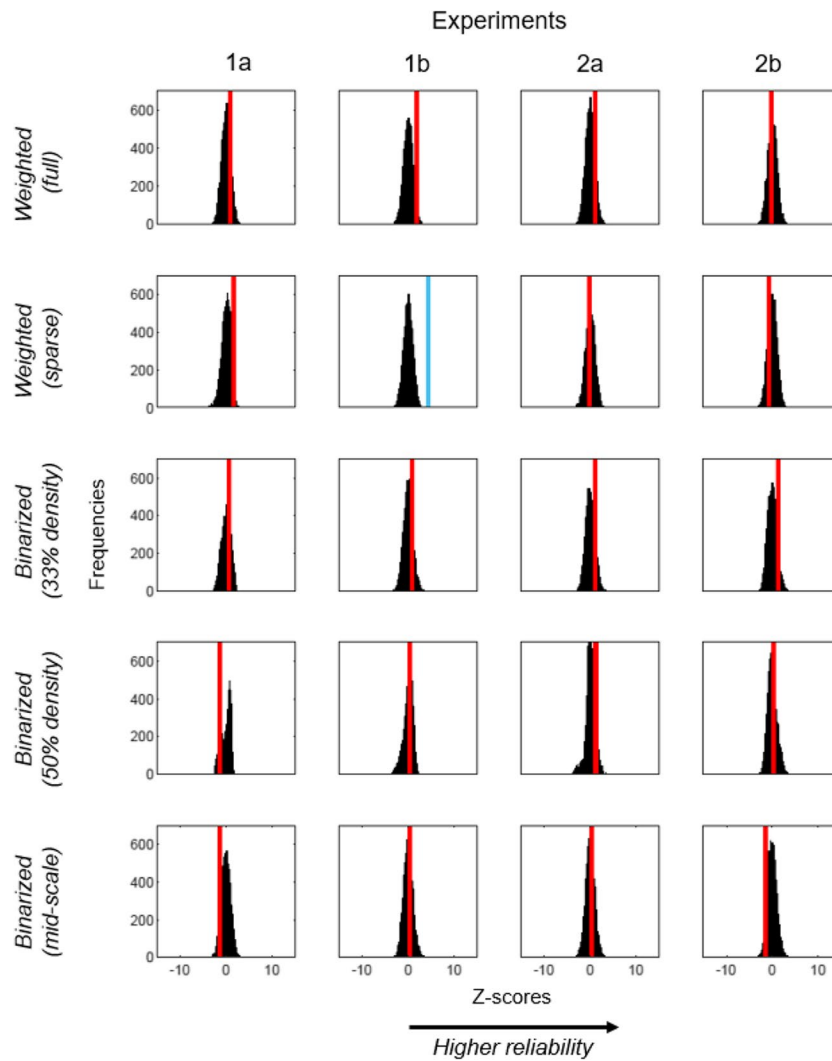 Experiments
1a 1b 2a 2b
Weighted
(full)
600
400
200
0
Weighted
(sparse)
600
400
200
0
Binarized
(33% density)
600
400
200
0
Frequencies
Binarized
(50% density)
600
400
200
0
Binarized
(mid-scale)
600
400
200
0
-10 0 10 -10 0 10 -10 0 10 -10 0 10
Z-scores
Higher reliability